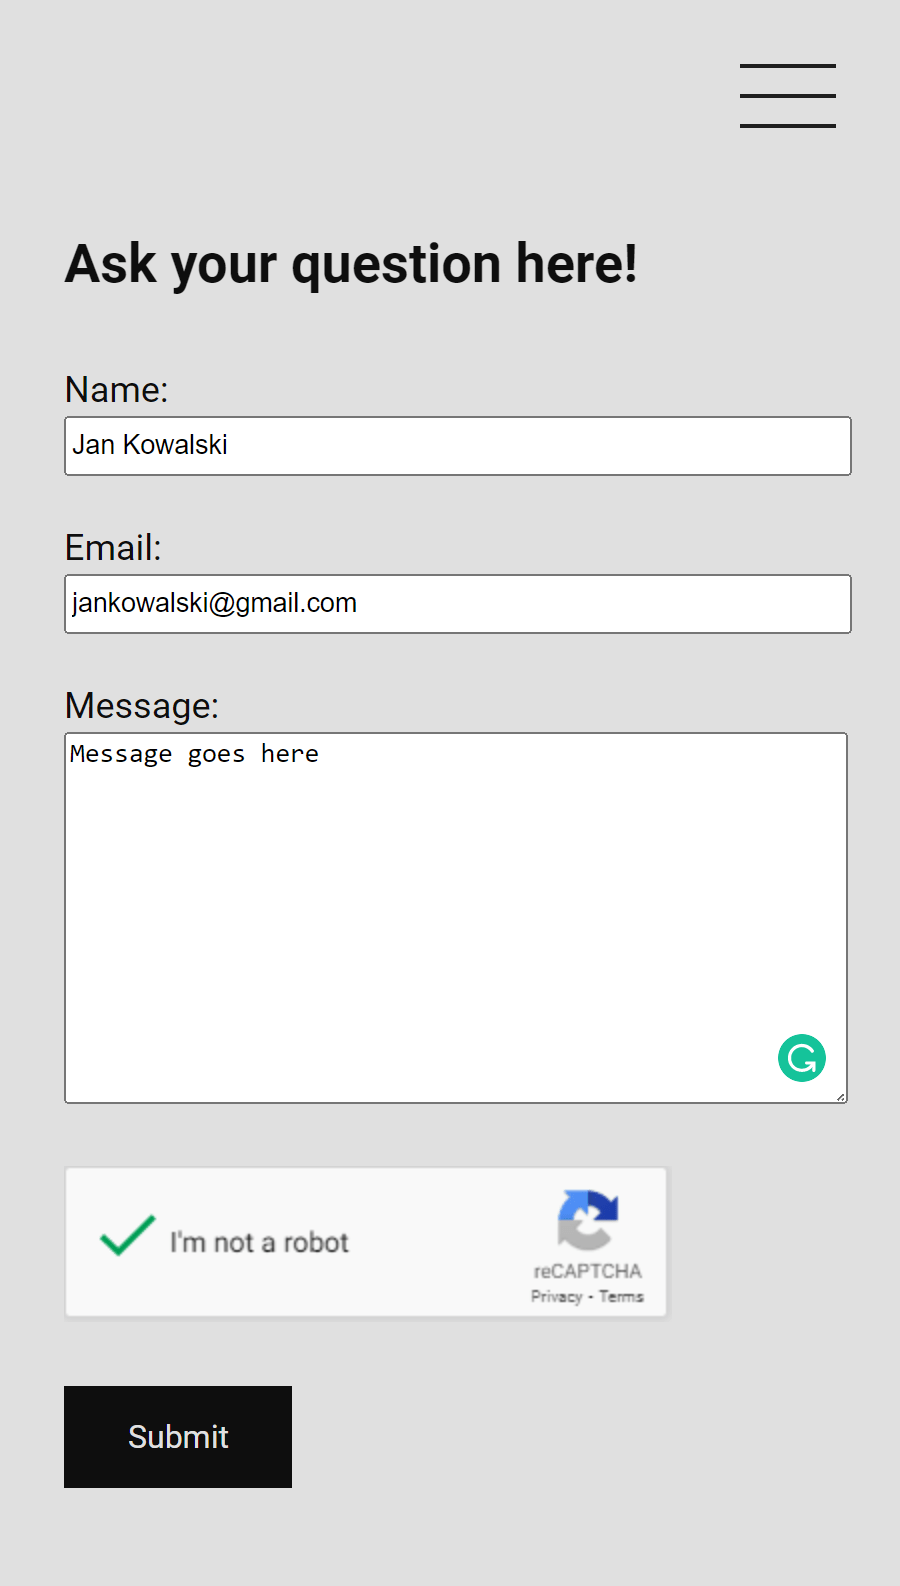 Ask your question here!
Name:
Jan Kowalski
Email:
jankowalski@gmail.com
Message:
Message goes here
I'm not a robot
reCAPTCHA
Privacy - Terms
Submit